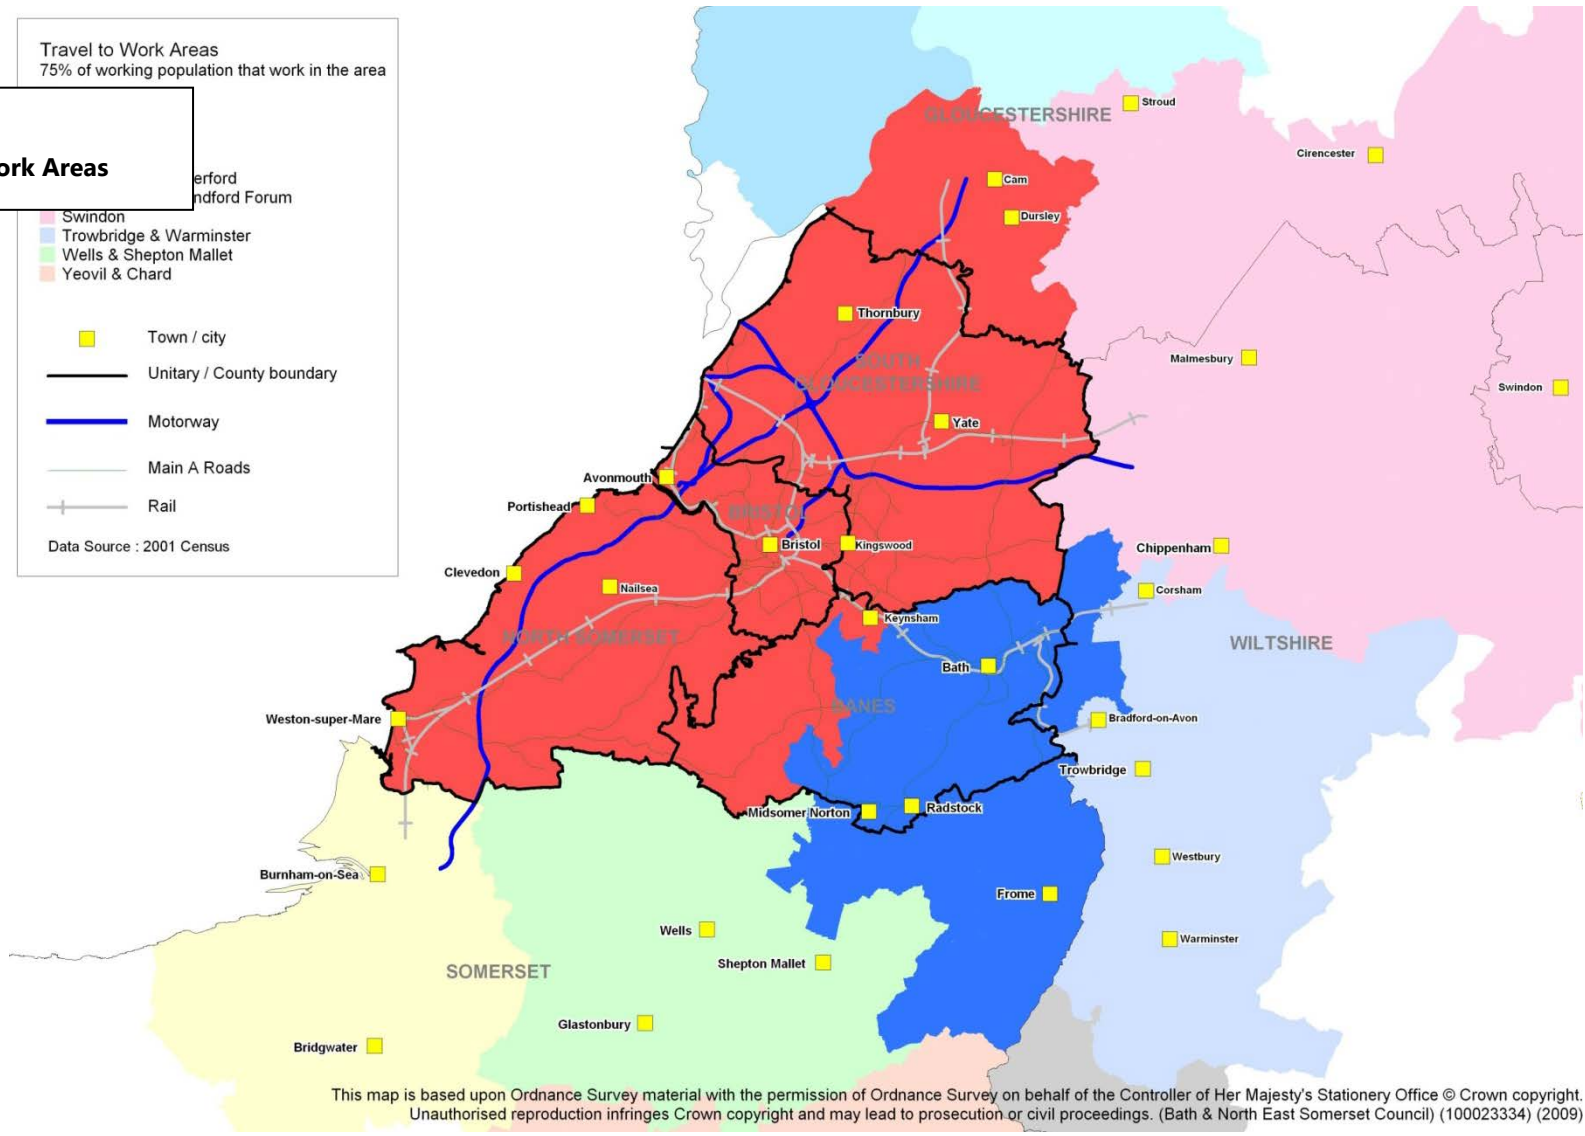 Travel to Work Areas
75% of working population that work in the area
ork Areas
erford
ndford Forum
Swindon
Trowbridge & Warminster
Wells & Shepton Mallet
Yeovil & Chard
Town / city
Unitary / County boundary
Motorway
Main A Roads
Rail
Data Source : 2001 Census
GLOUCESTERSHIRE
Stroud
Cirencester
Cam
Dursley
Thornbury
SOUTH
GLOUCESTERSHIRE
Malmesbury
Swindon
Yate
Avonmouth
Portishead
BRISTOL
Bristol
Kingswood
Chippenham
Clevedon
Nailsea
Corsham
Keynsham
NORTH SOMERSET
WILTSHIRE
Bath
BANES
Weston-super-Mare
Bradford-on-Avon
Trowbridge
Midsomer Norton
Radstock
Westbury
Burnham-on-Sea
Frome
Wells
Warminster
Shepton Mallet
SOMERSET
Glastonbury
Bridgwater
This map is based upon Ordnance Survey material with the permission of Ordnance Survey on behalf of the Controller of Her Majesty's Stationery Office © Crown copyright.
Unauthorised reproduction infringes Crown copyright and may lead to prosecution or civil proceedings. (Bath & North East Somerset Council) (100023334) (2009)